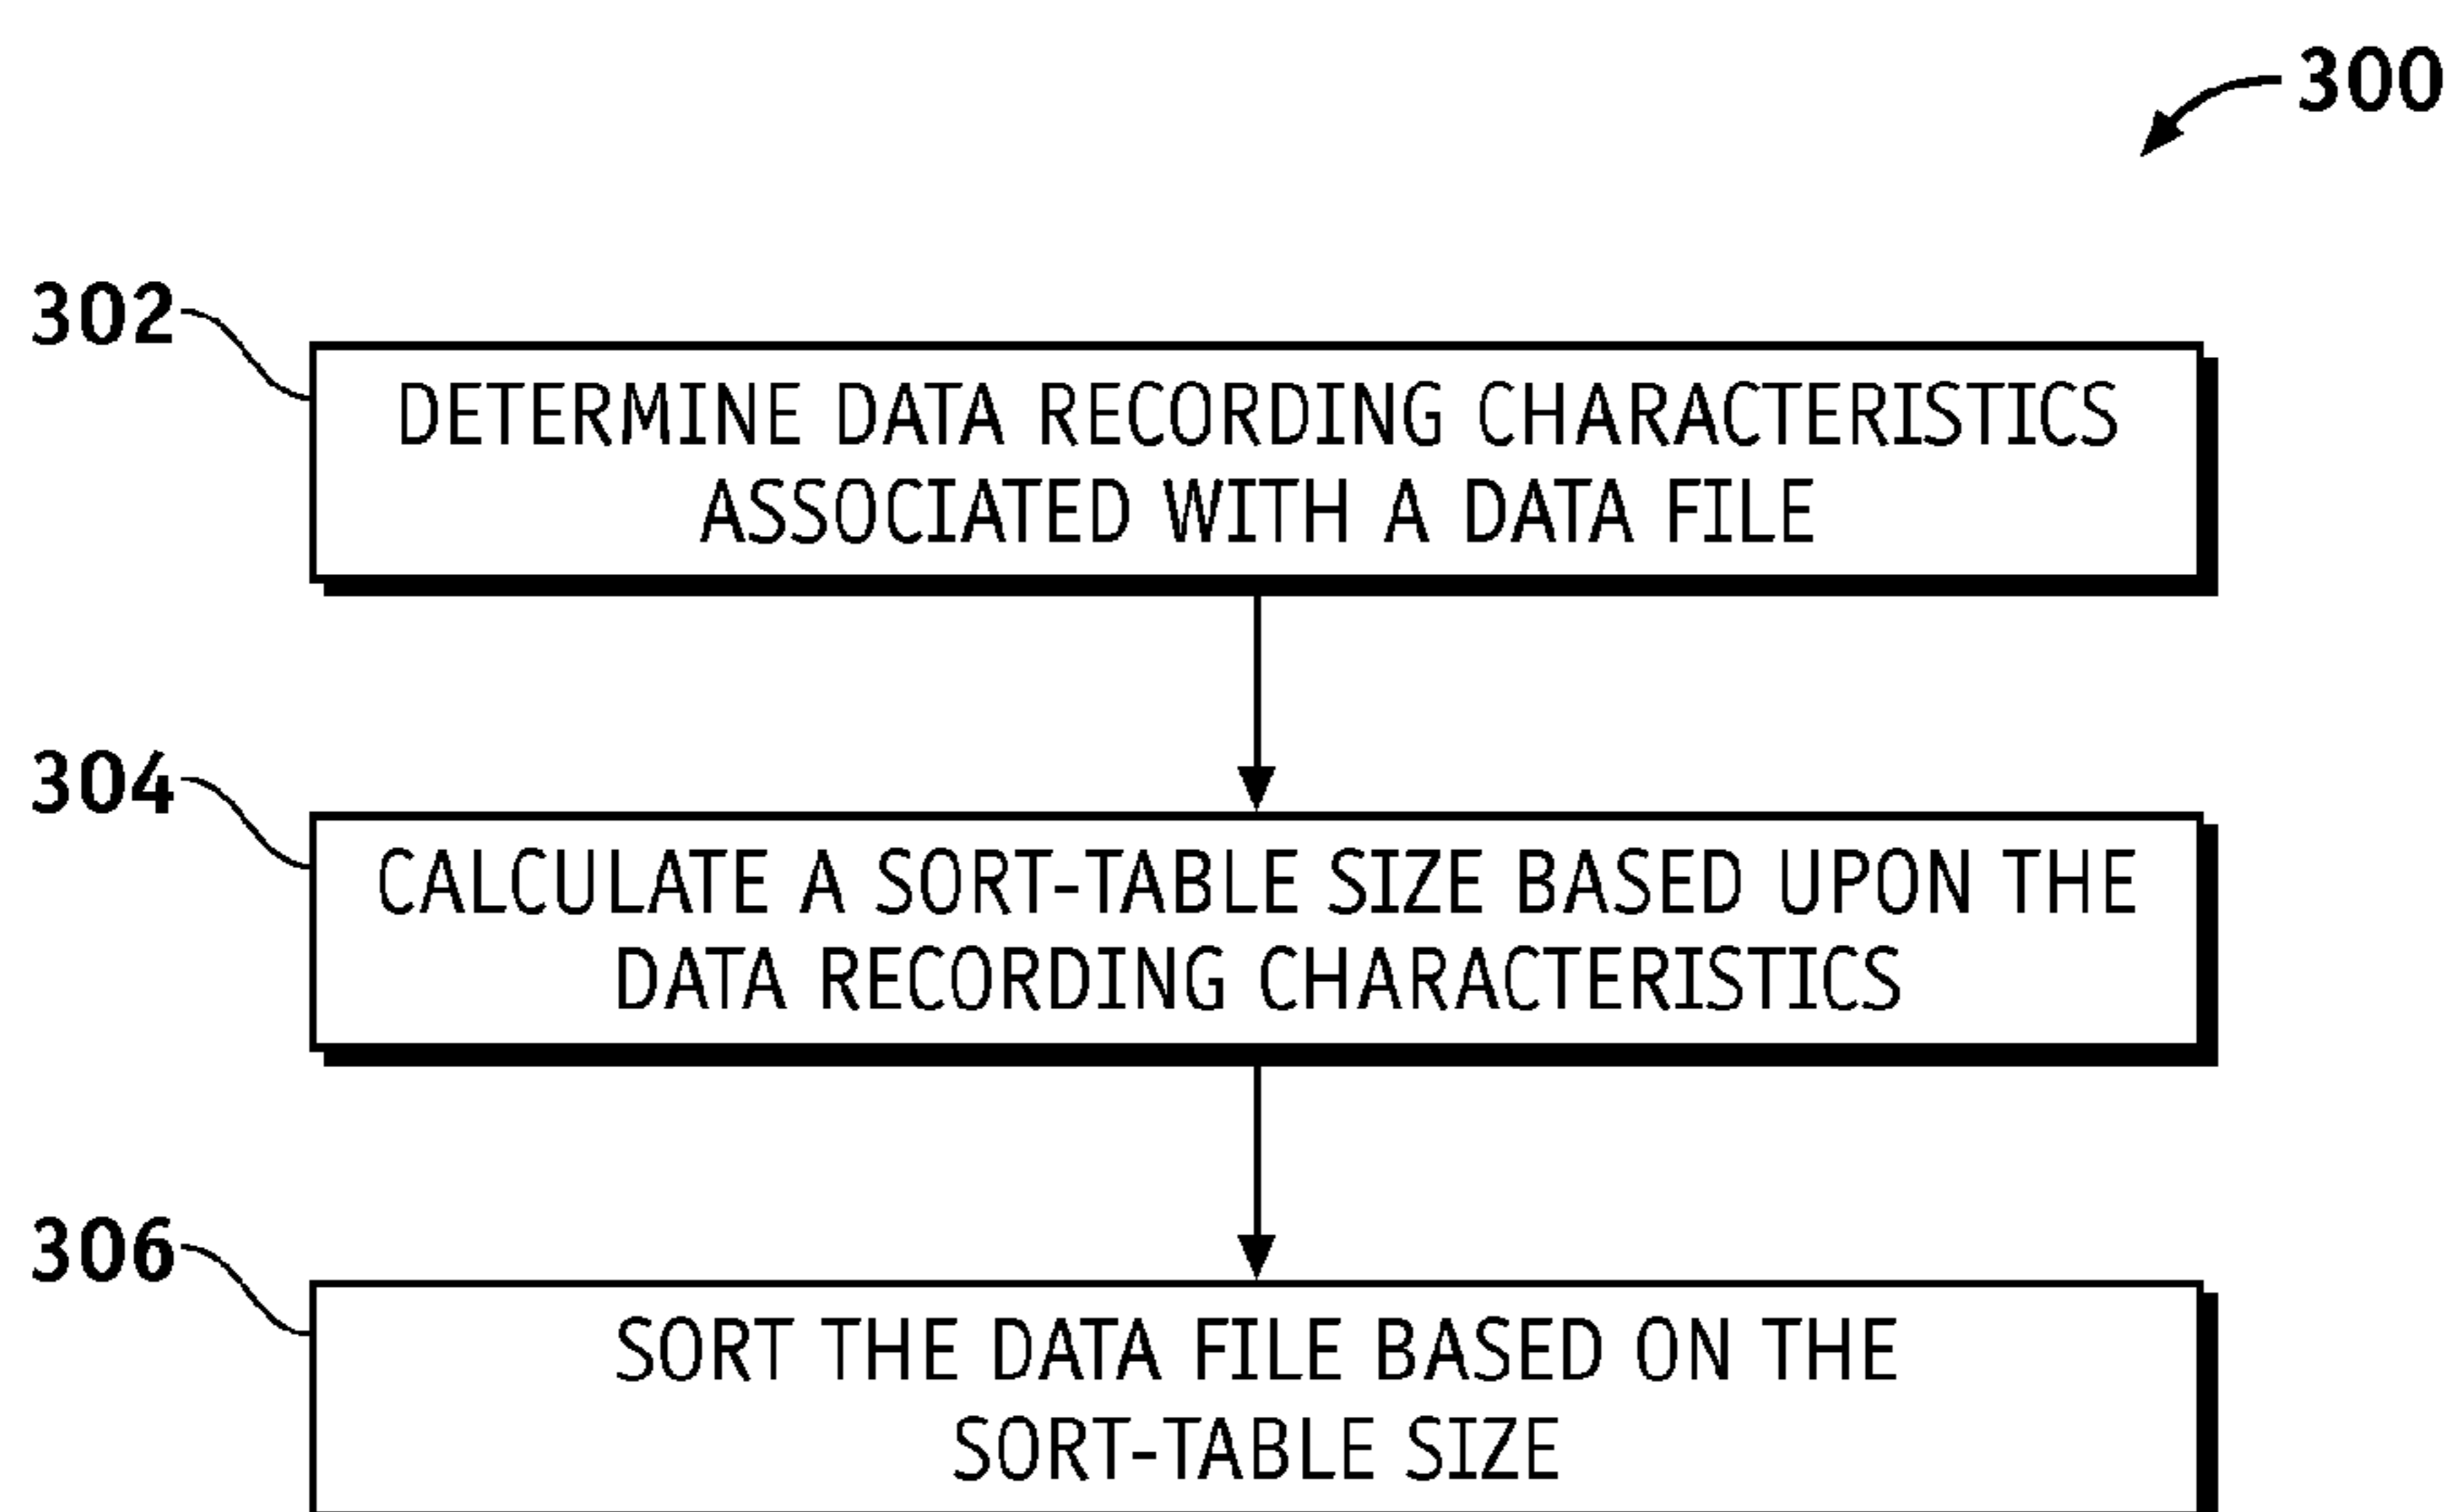 300
302
DETERMINE DATA RECORDING CHARACTERISTICS
ASSOCIATED WITH A DATA FILE
304
CALCULATE A SORT-TABLE SIZE BASED UPON THE
DATA RECORDING CHARACTERISTICS
306
SORT THE DATA FILE BASED ON THE
SORT-TABLE SIZE